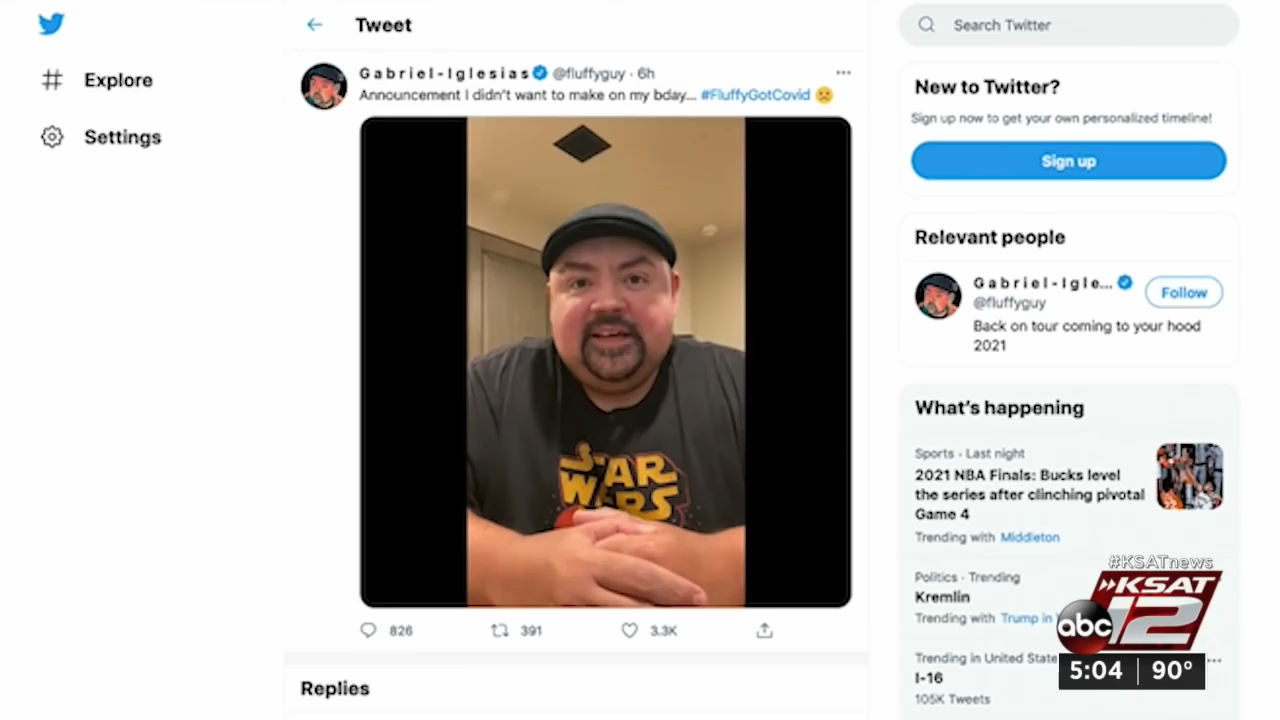 Explore
Settings
Tweet
Gabriel-Iglesias @fluffyguy · 6h
Announcement I didn't want to make on my bday... #FluffyGotCovid
STAR
WARS
826
391
3.3K
Replies
Search Twitter
New to Twitter?
Sign up now to get your own personalized timeline!
Sign up
Relevant people
Gabriel-Igle...
@fluffyguy
Follow
Back on tour coming to your hood
2021
What's happening
Sports · Last night
2021 NBA Finals: Bucks level
the series after clinching pivotal
Game 4
Trending with Middleton
Politics · Trending
Kremlin
Trending with Trump in
Trending in United State
I-16
105K Tweets
#KSATnews
KSAT
abc 12
5:04 90°